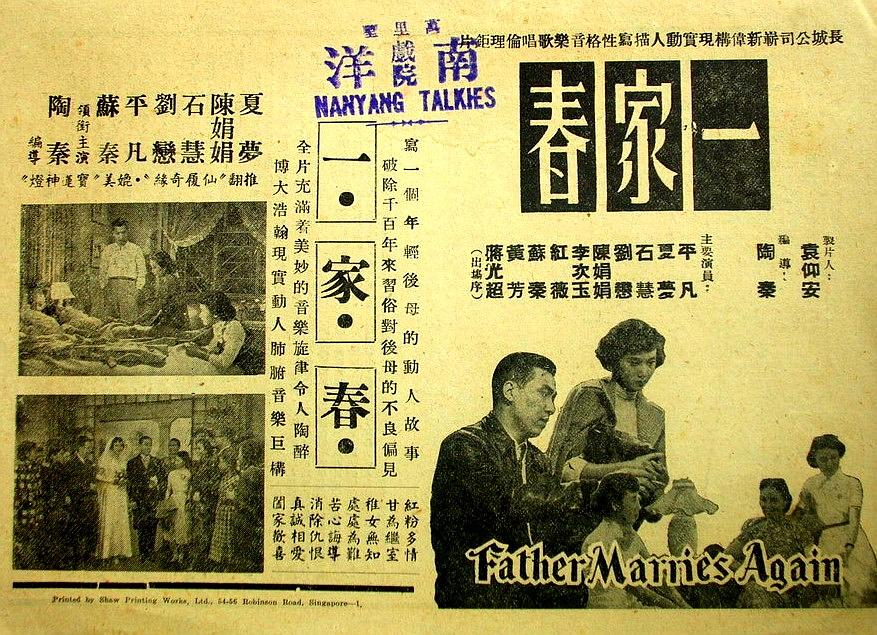 長城公司嶄新偉構現實動人描寫性格音樂歌唱倫理鉅片
一家春
製片人：袁仰安
編導：陶秦
主要演員：
平凡
夏夢
石慧
劉戀
陳娟娟
李次玉
紅薇
蘇秦
黃芳
蔣光超
（出場序）
Father Marries Again
萬里望
南洋戲院
NANYANG TALKIES
寫一個年輕後母的動人故事
破除千百年來習俗對後母的不良偏見
一・家・春・
全片充滿着美妙的音樂旋律令人陶醉
博大浩翰現實動人肺腑音樂巨構
紅粉多情
甘為繼室
稚女無知
處處為難
苦心誨導
消除仇恨
真誠相愛
闔家歡喜
夏夢
陳娟娟
石慧
劉戀
平凡
蘇秦
領銜主演
陶秦
編導
推翻“仙履奇緣”・媲美“寶蓮神燈”
Printed by Shaw Printing Works, Ltd., 54-56 Robinson Road, Singapore—1,